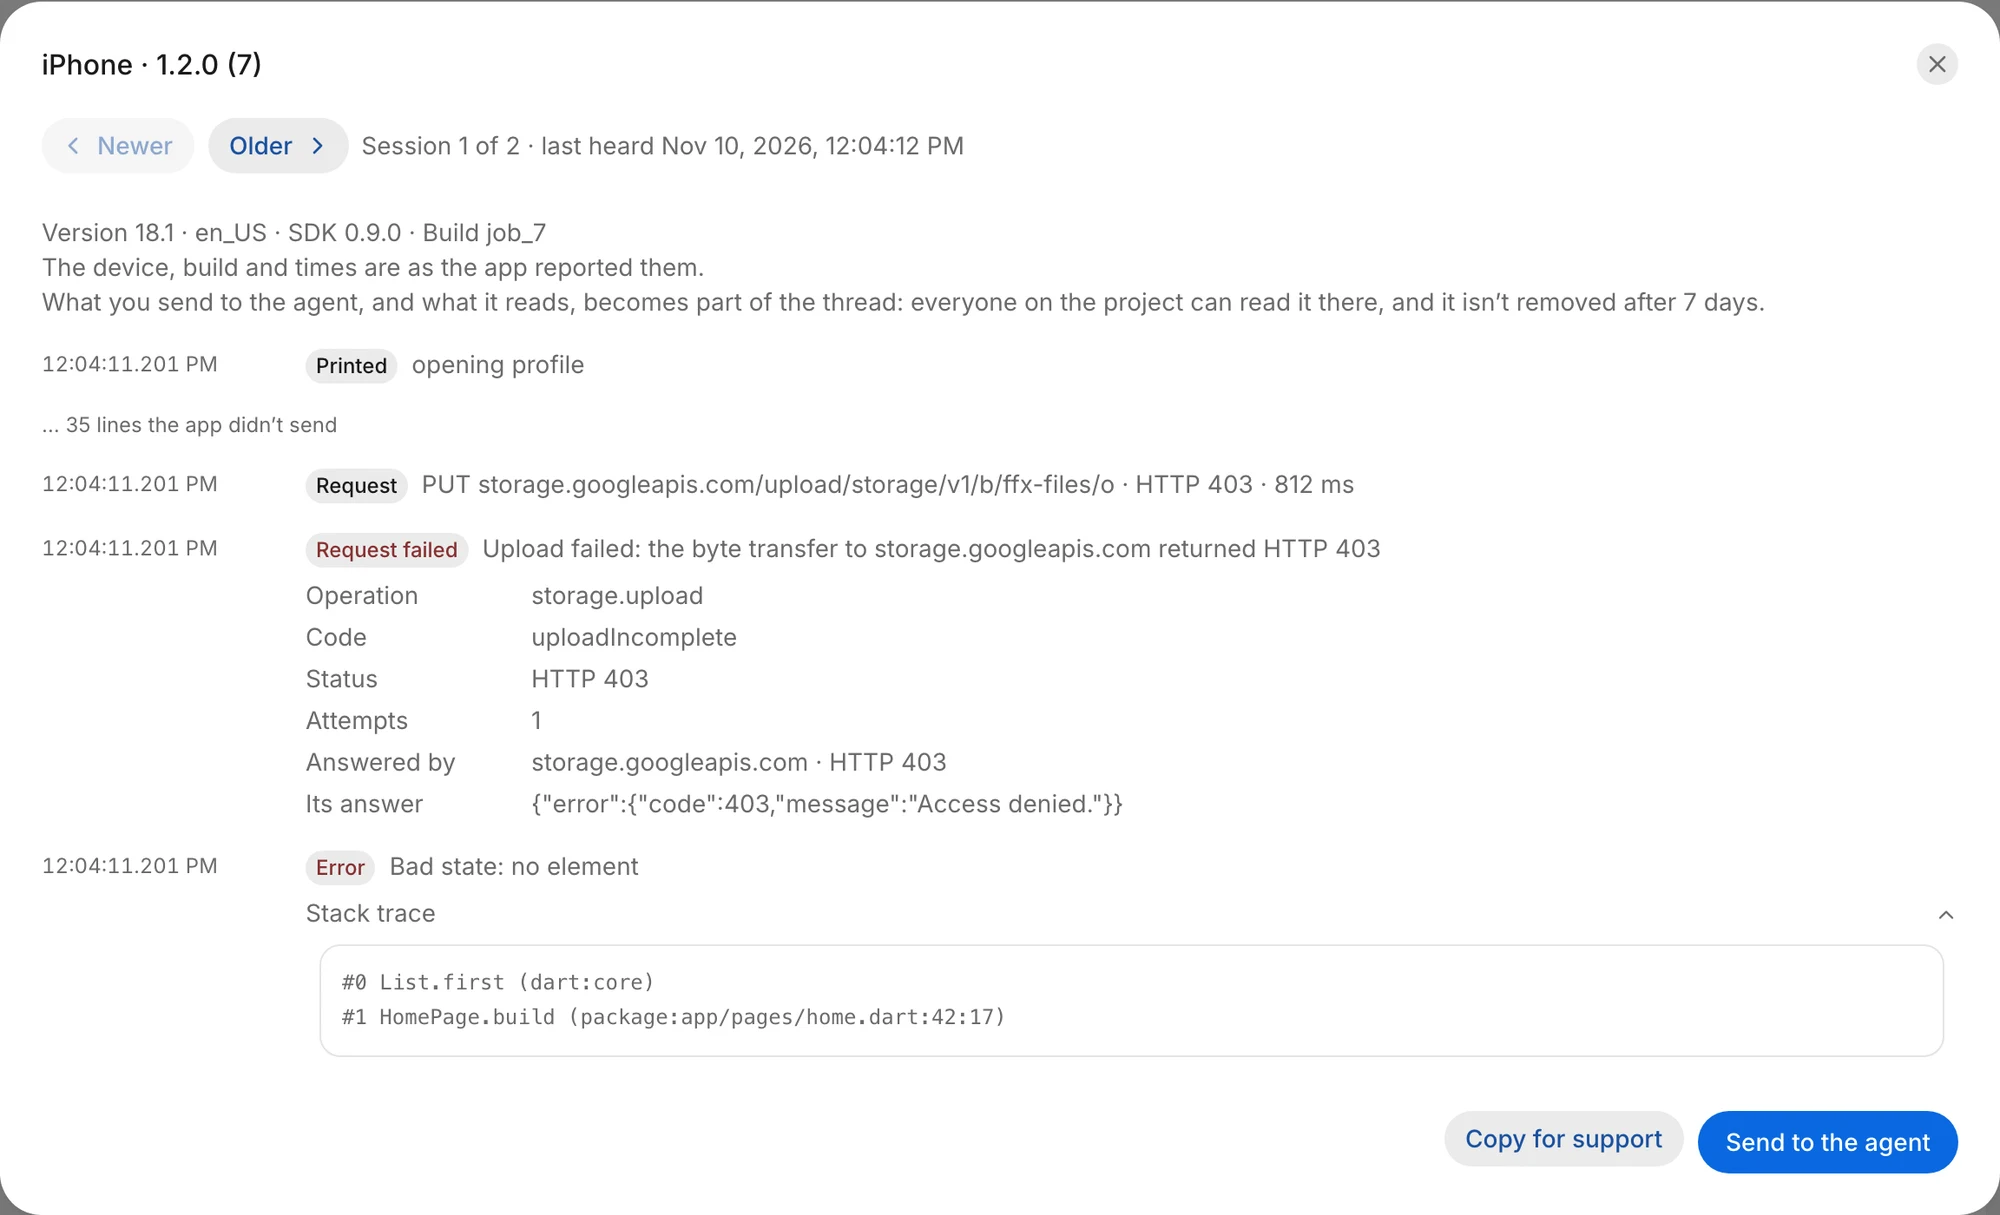 iPhone · 1.2.0 (7)
Newer
Older
Session 1 of 2 · last heard Nov 10, 2026, 12:04:12 PM
Version 18.1 · en_US · SDK 0.9.0 · Build job_7
The device, build and times are as the app reported them.
What you send to the agent, and what it reads, becomes part of the thread: everyone on the project can read it there, and it isn’t removed after 7 days.
12:04:11.201 PM Printed opening profile
... 35 lines the app didn’t send
12:04:11.201 PM Request PUT storage.googleapis.com/upload/storage/v1/b/ffx-files/o · HTTP 403 · 812 ms
12:04:11.201 PM Request failed Upload failed: the byte transfer to storage.googleapis.com returned HTTP 403
Operation storage.upload
Code uploadIncomplete
Status HTTP 403
Attempts 1
Answered by storage.googleapis.com · HTTP 403
Its answer {"error":{"code":403,"message":"Access denied."}}
12:04:11.201 PM Error Bad state: no element
Stack trace
#0 List.first (dart:core)
#1 HomePage.build (package:app/pages/home.dart:42:17)
Copy for support
Send to the agent